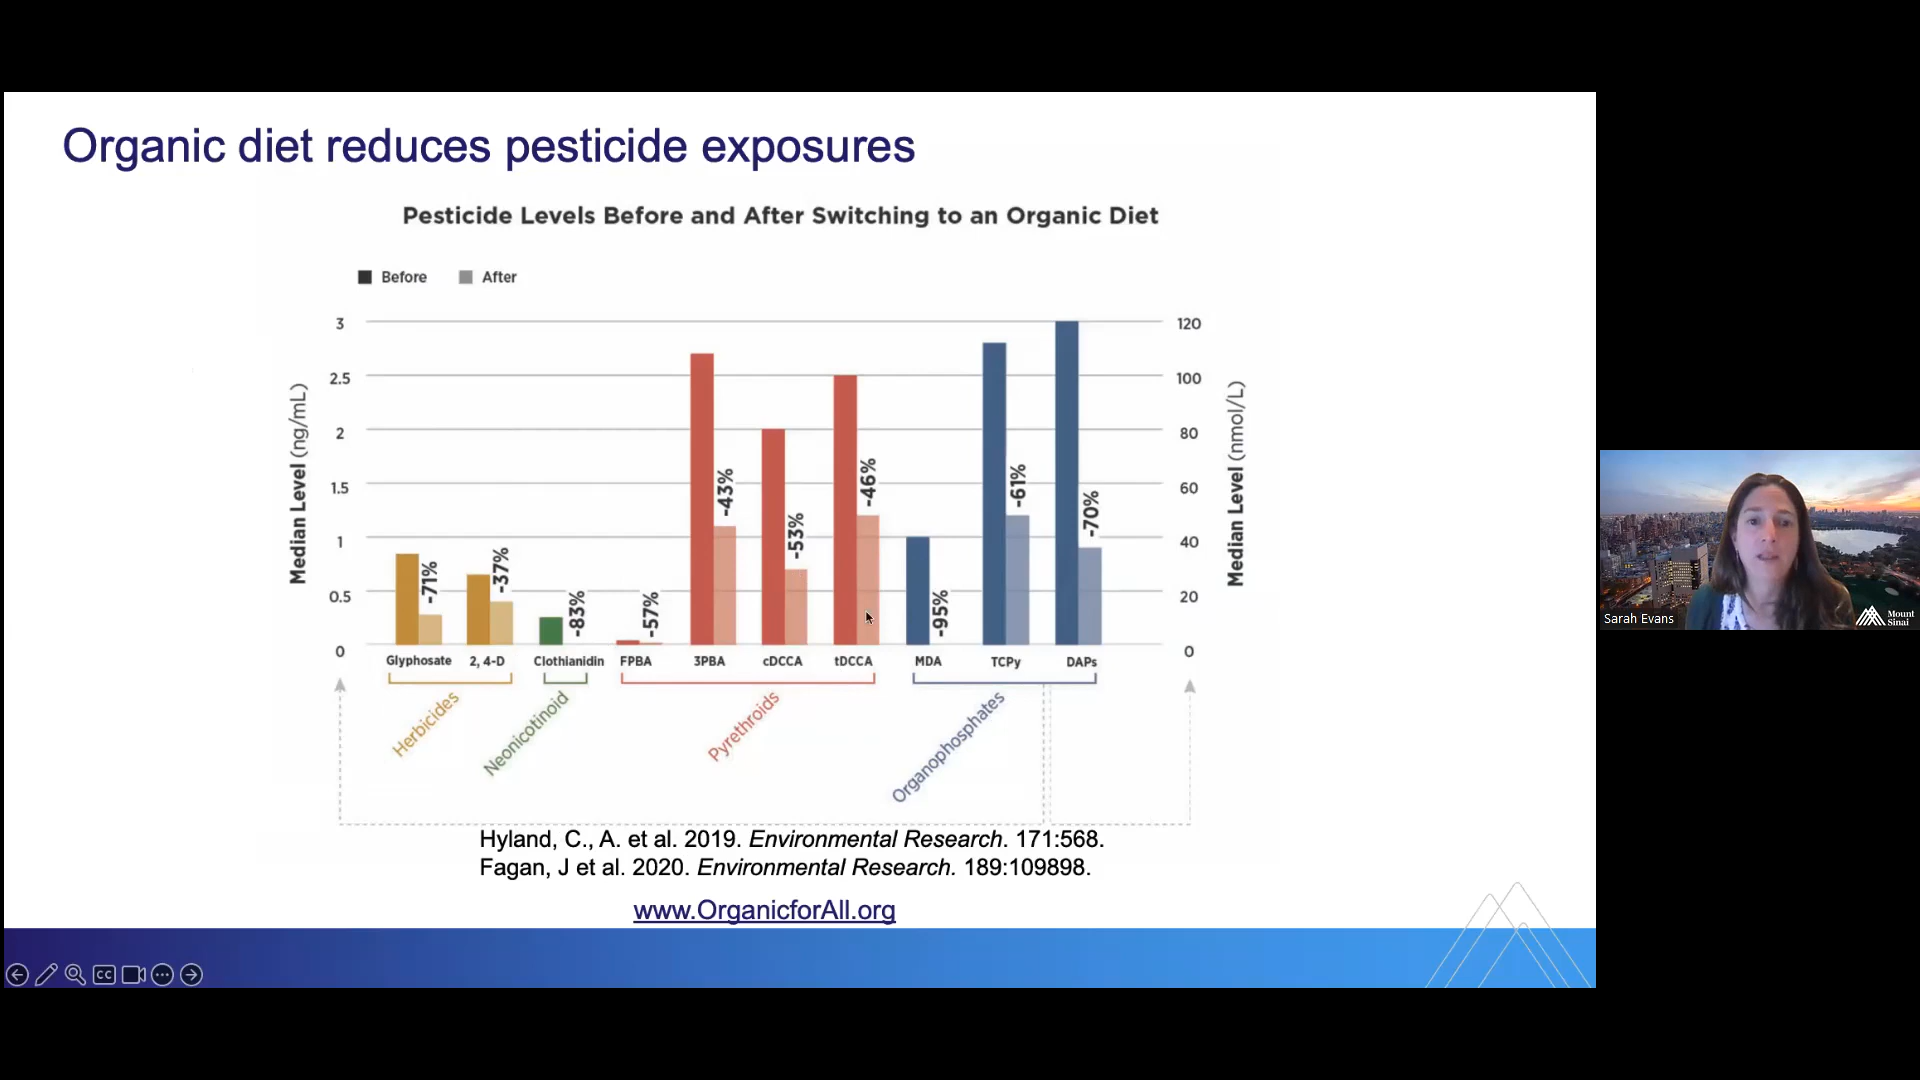 Organic diet reduces pesticide exposures
Pesticide Levels Before and After Switching to an Organic Diet
Before After
3
2.5
2
1.5
1
0.5
0
Median Level (ng/mL)
120
100
80
60
40
20
0
Median Level (nmol/L)
-71%
-37%
-83%
-57%
-43%
-53%
-46%
-95%
-61%
-70%
Glyphosate 2, 4-D Clothianidin FPBA 3PBA cDCCA tDCCA MDA TCPy DAPs
Herbicides
Neonicotinoid
Pyrethroids
Organophosphates
Hyland, C., A. et al. 2019. Environmental Research. 171:568.
Fagan, J et al. 2020. Environmental Research. 189:109898.
www.OrganicforAll.org
CC
Sarah Evans
Mount
Sinai